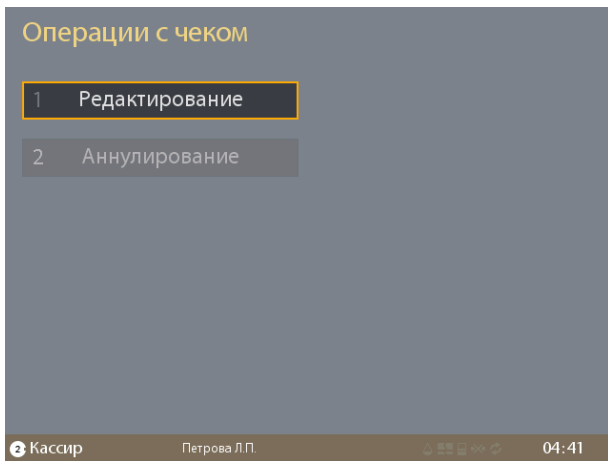 Операции с чеком
1 Редактирование
2 Аннулирование
2 Кассир Петрова Л.П. 04:41